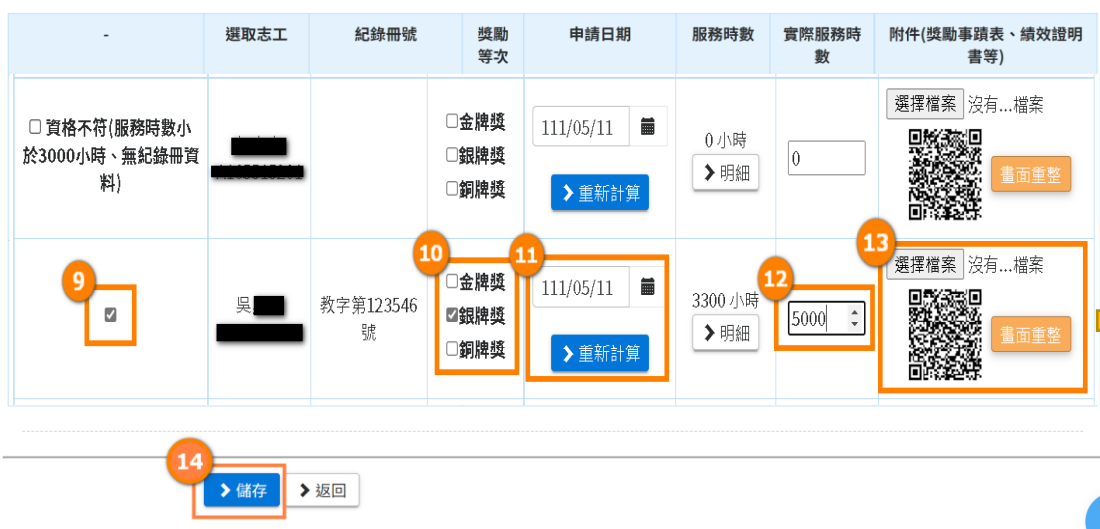 -
選取志工
紀錄冊號
獎勵
等次
申請日期
服務時數
實際服務時
數
附件(獎勵事蹟表、績效證明
書等)
資格不符(服務時數小
於3000小時、無紀錄冊資
料)
金牌獎
銀牌獎
銅牌獎
111/05/11
重新計算
0 小時
明細
0
選擇檔案 沒有...檔案
畫面重整
9
吳
教字第123546
號
10
金牌獎
銀牌獎
銅牌獎
11
111/05/11
重新計算
3300 小時
明細
12
5000
13
選擇檔案 沒有...檔案
畫面重整
14
儲存
返回